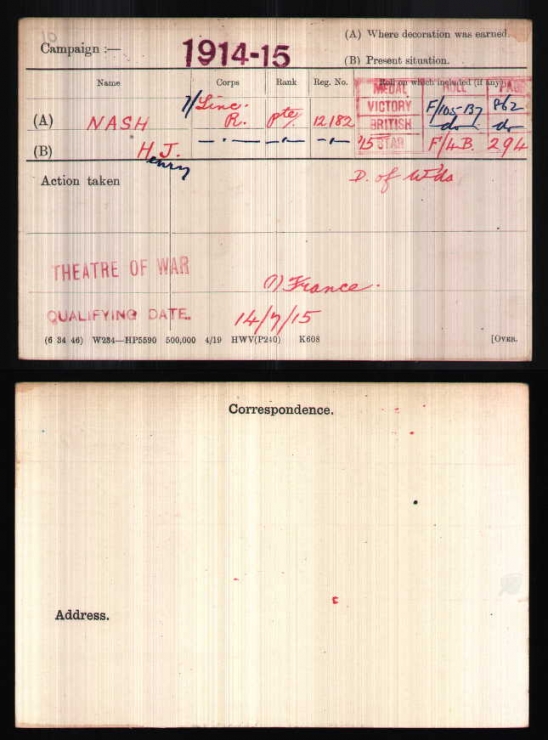 10
(A) Where decoration was earned.
Campaign :— 1914-15
(B) Present situation.
Name Corps Rank Reg. No. Roll on which included (if any)
MEDAL ROLL PAGE
(A) NASH 7/Linc. R. Pte 12182 VICTORY F/105-B7 862
BRITISH do do
(B) H. J. — " — — " — — " — '15 STAR F/4B. 294
Henry
Action taken D. of Wds
THEATRE OF WAR (1) France.
QUALIFYING DATE. 14/7/15
(6 34 46) W234—HP5590 500,000 4/19 HWV(P240) K608 [OVER.
Correspondence.
Address.